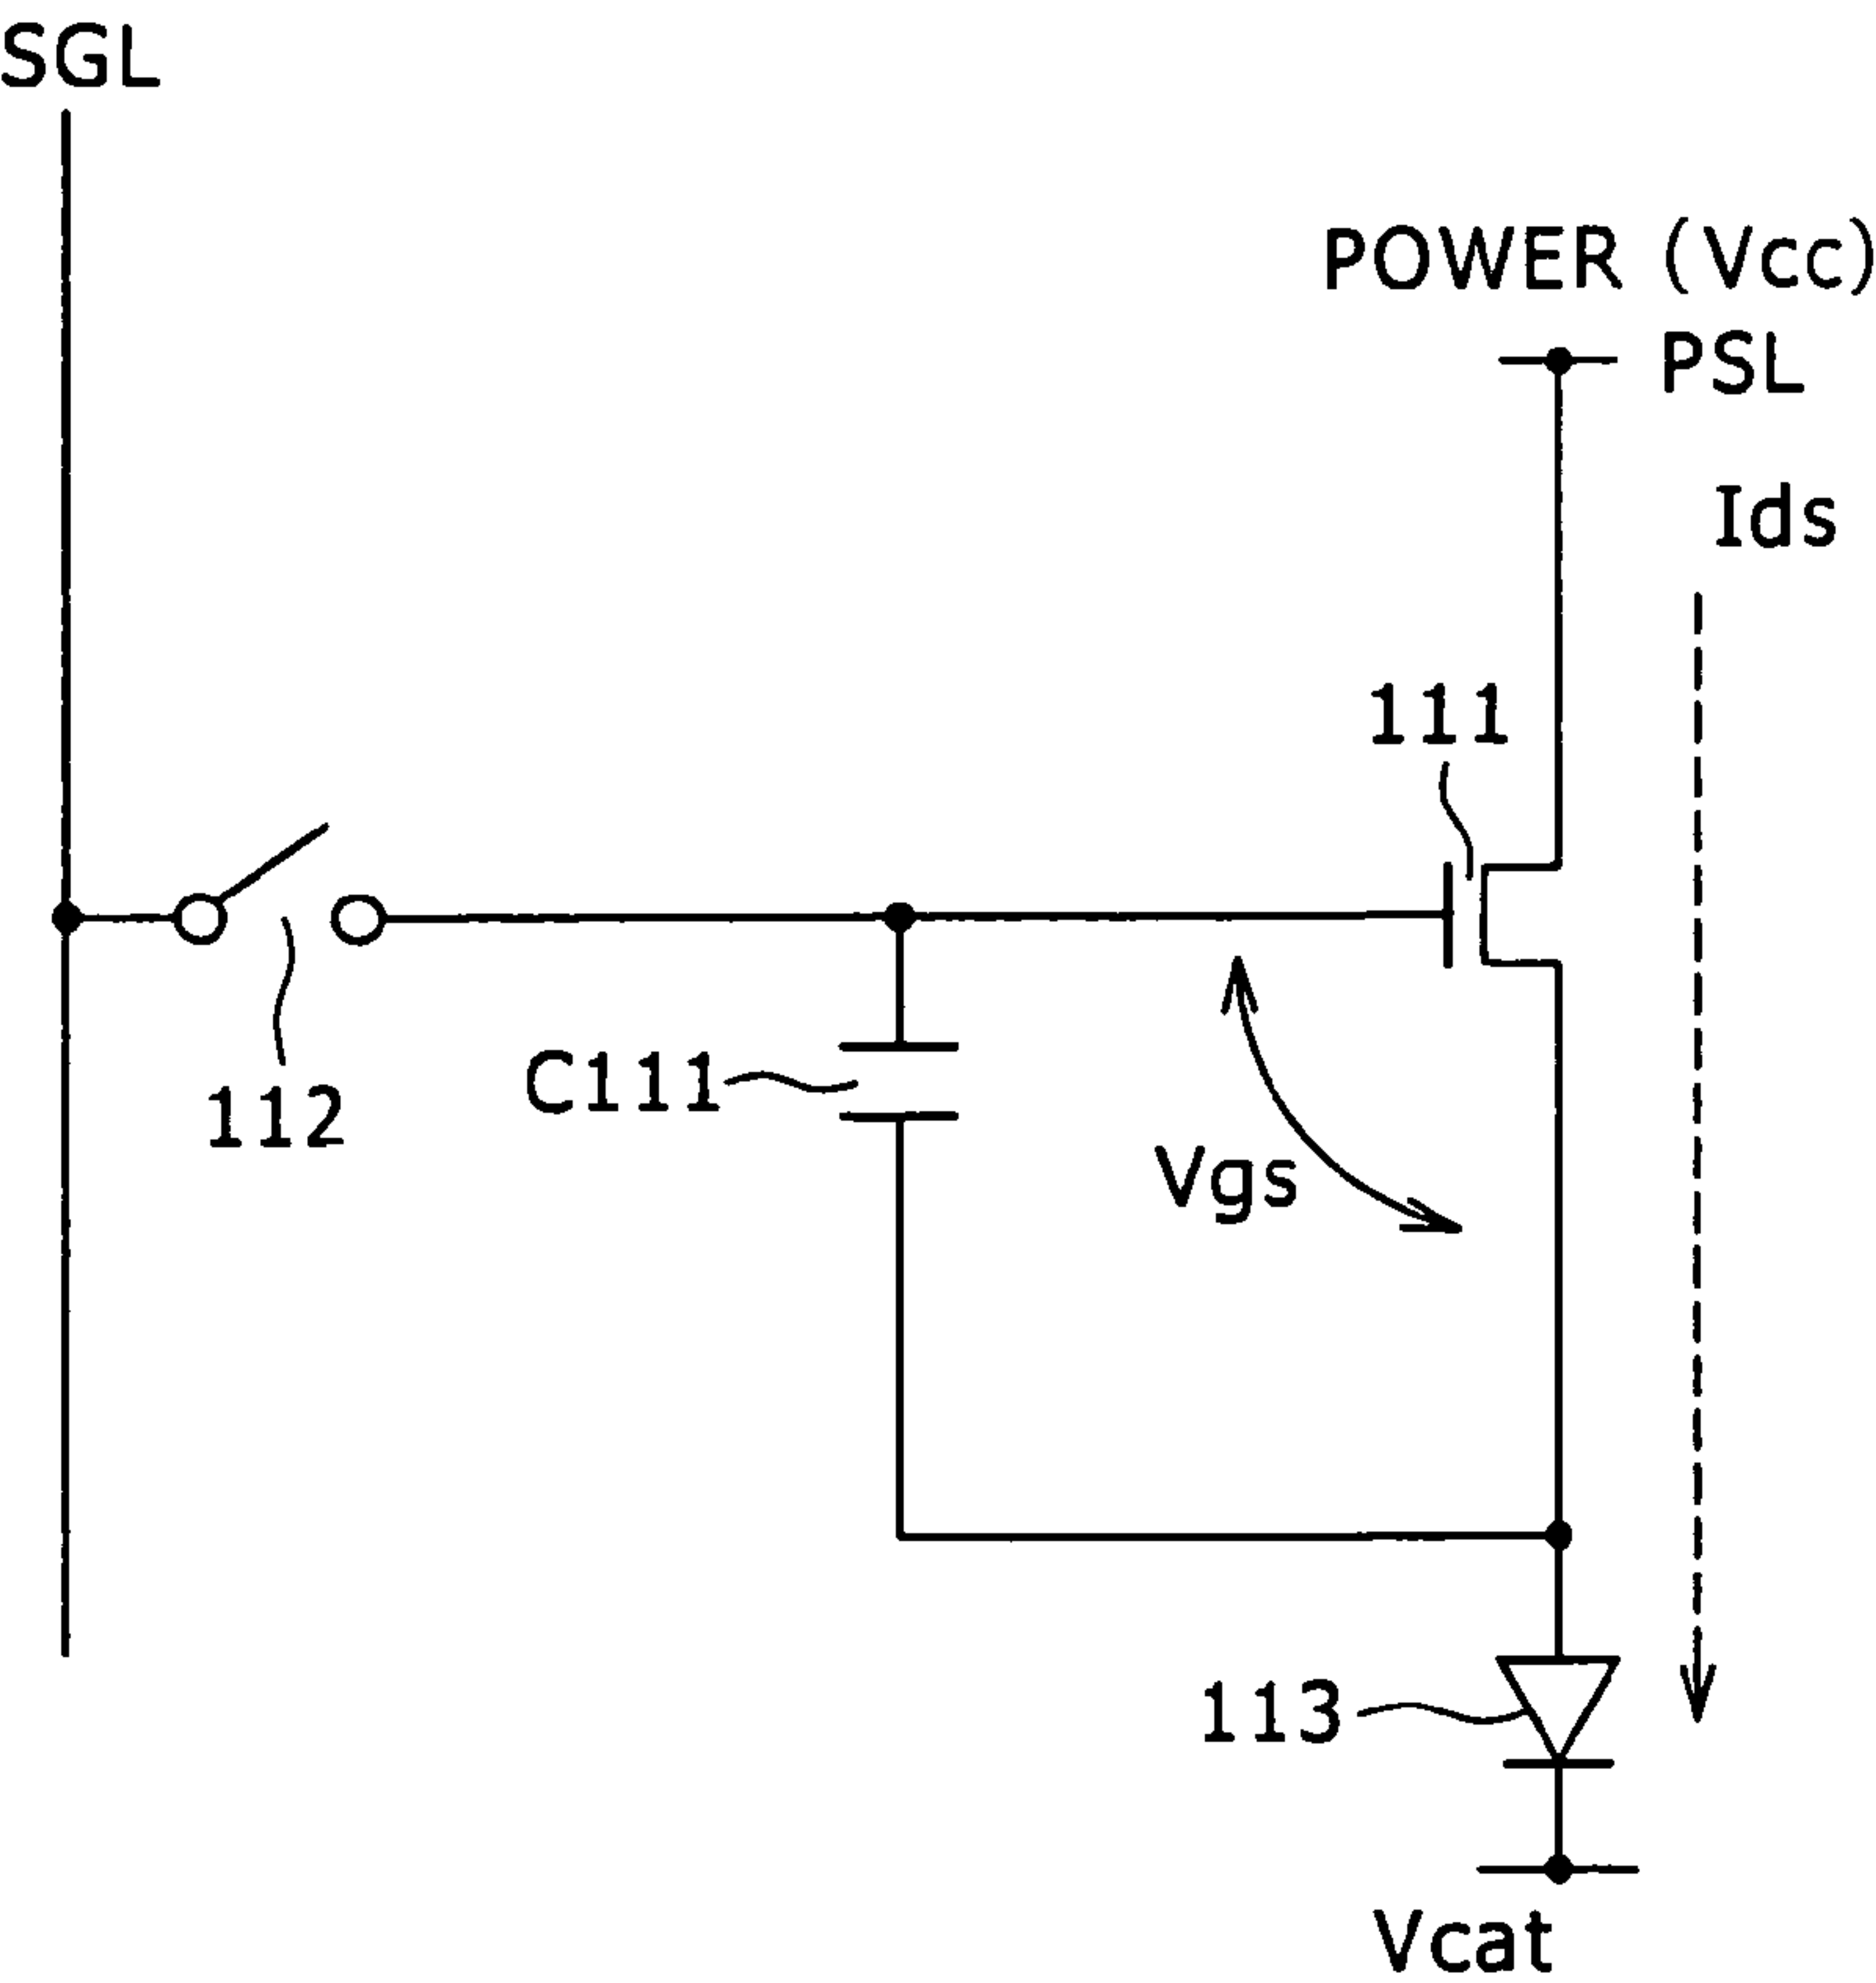 SGL
POWER (Vcc)
PSL
Ids
111
112
C111
Vgs
113
Vcat